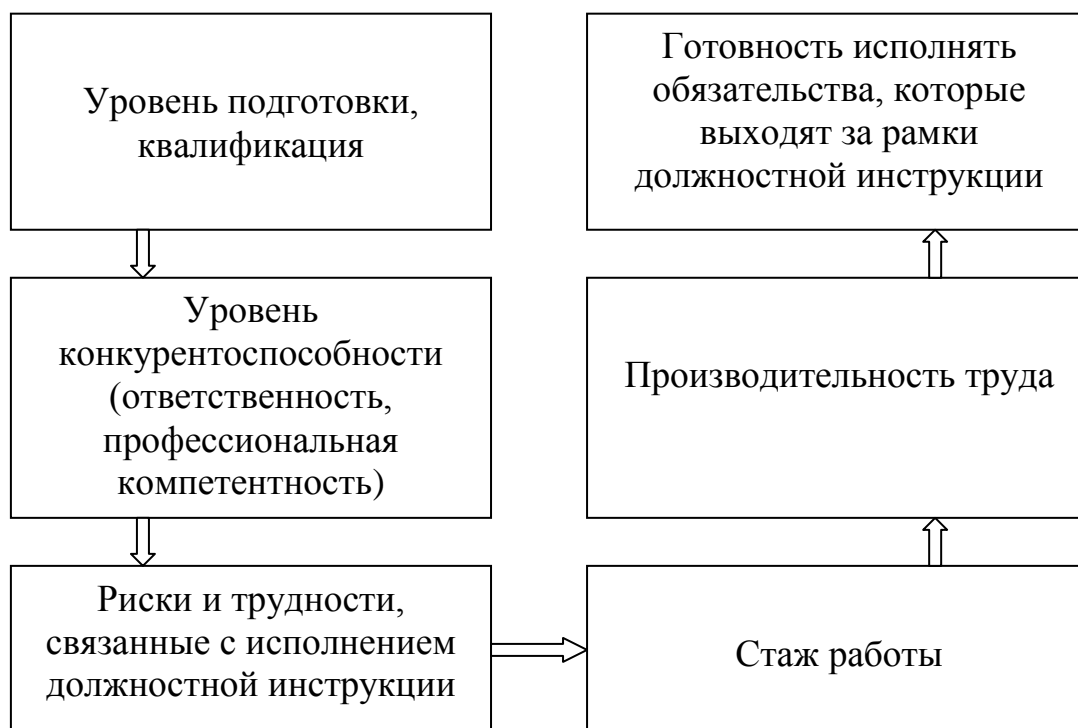 Уровень подготовки,
квалификация
Уровень
конкурентоспособности
(ответственность,
профессиональная
компетентность)
Риски и трудности,
связанные с исполнением
должностной инструкции
Стаж работы
Производительность труда
Готовность исполнять
обязательства, которые
выходят за рамки
должностной инструкции